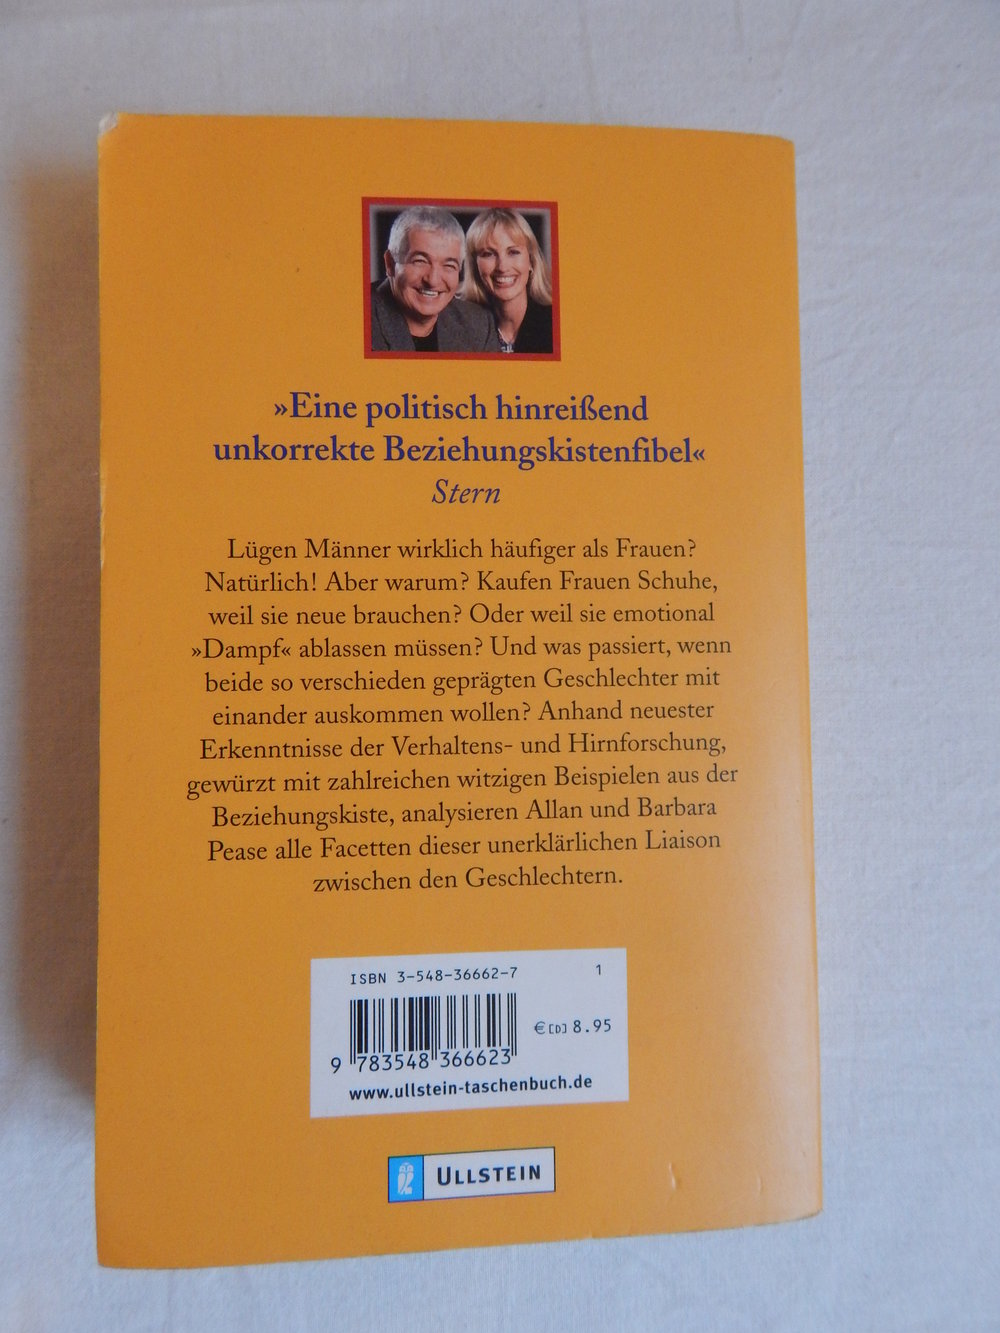 »Eine politisch hinreißend
unkorrekte Beziehungskistenfibel«
Stern
Lügen Männer wirklich häufiger als Frauen?
Natürlich! Aber warum? Kaufen Frauen Schuhe,
weil sie neue brauchen? Oder weil sie emotional
»Dampf« ablassen müssen? Und was passiert, wenn
beide so verschieden geprägten Geschlechter mit
einander auskommen wollen? Anhand neuester
Erkenntnisse der Verhaltens- und Hirnforschung,
gewürzt mit zahlreichen witzigen Beispielen aus der
Beziehungskiste, analysieren Allan und Barbara
Pease alle Facetten dieser unerklärlichen Liaison
zwischen den Geschlechtern.
ISBN 3-548-36662-7 1
€[D] 8.95
9 783548 366623
www.ullstein-taschenbuch.de
ULLSTEIN